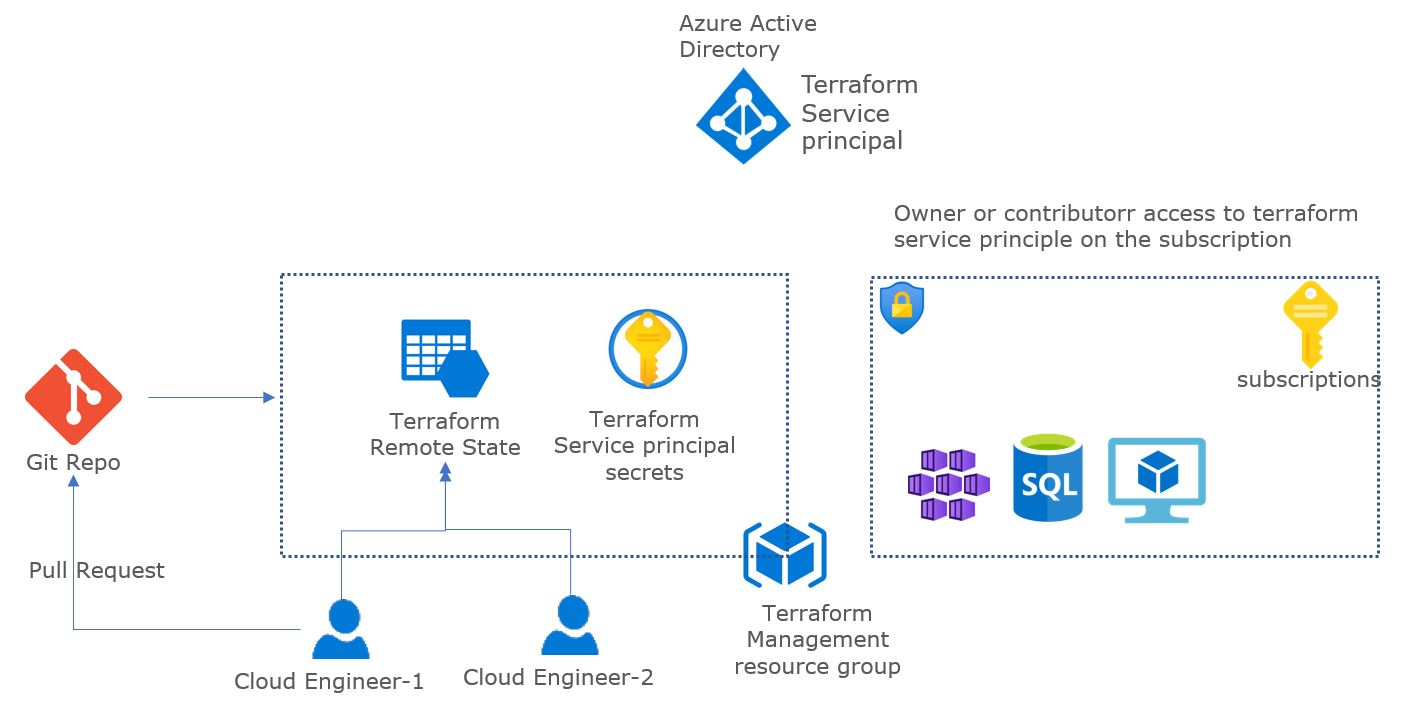 Azure Active
Directory
Terraform
Service
principal
Owner or contributorr access to terraform
service principle on the subscription
subscriptions
Terraform
Remote State
Terraform
Service principal
secrets
Git Repo
SQL
Pull Request
Terraform
Management
resource group
Cloud Engineer-1
Cloud Engineer-2